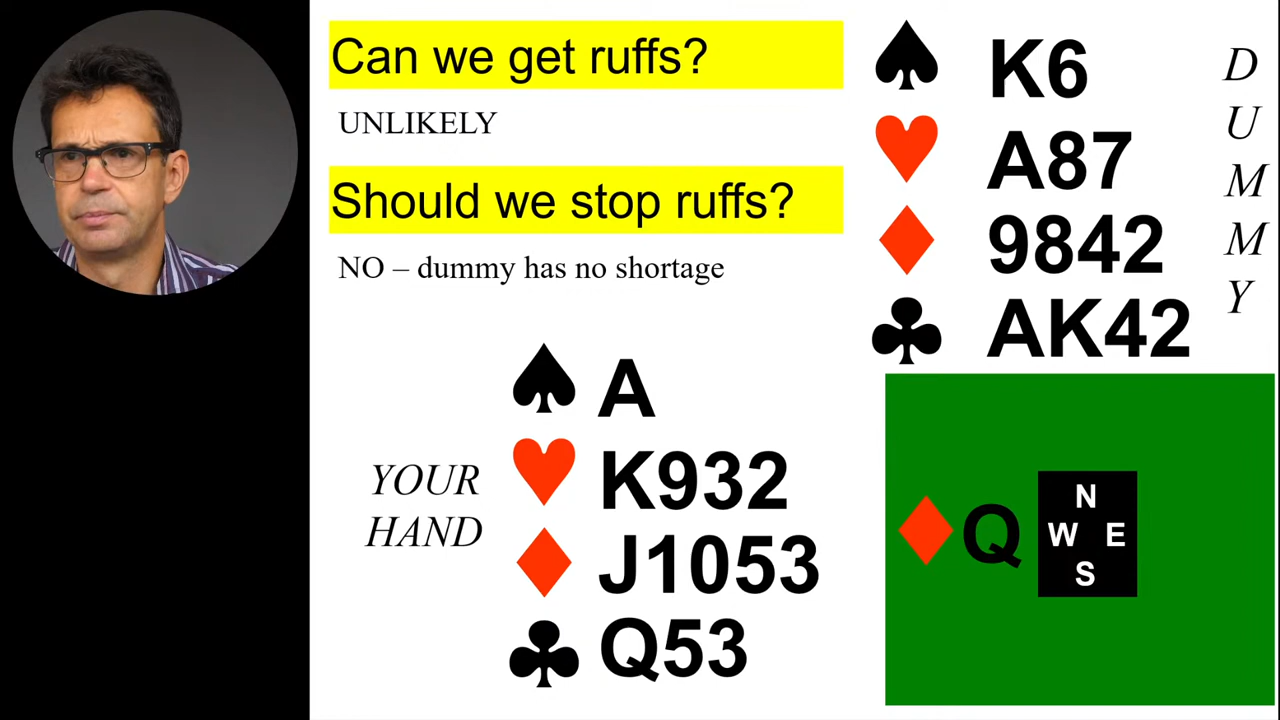 Can we get ruffs?
UNLIKELY
Should we stop ruffs?
NO – dummy has no shortage
♠ K6
♥ A87
♦ 9842
♣ AK42
D
U
M
M
Y
YOUR
HAND
♠ A
♥ K932
♦ J1053
♣ Q53
♦ Q
N
W E
S